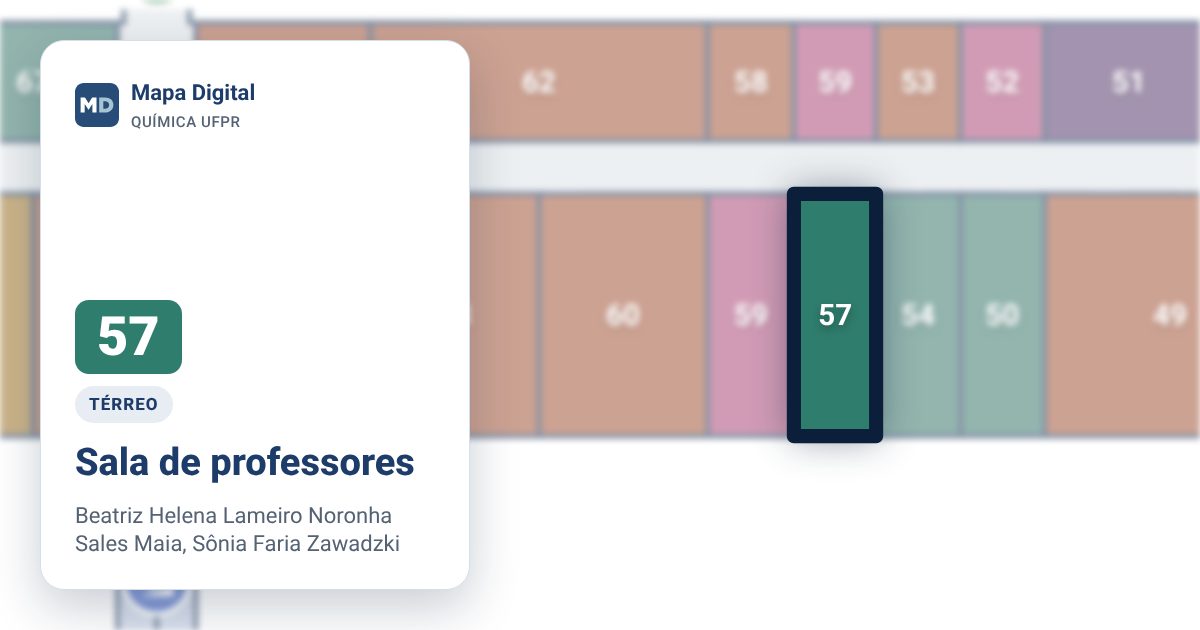 MD
Mapa Digital
QUÍMICA UFPR
57
TÉRREO
Sala de professores
Beatriz Helena Lameiro Noronha
Sales Maia, Sônia Faria Zawadzki
62
58
59
53
52
51
60
59
57
54
50
49